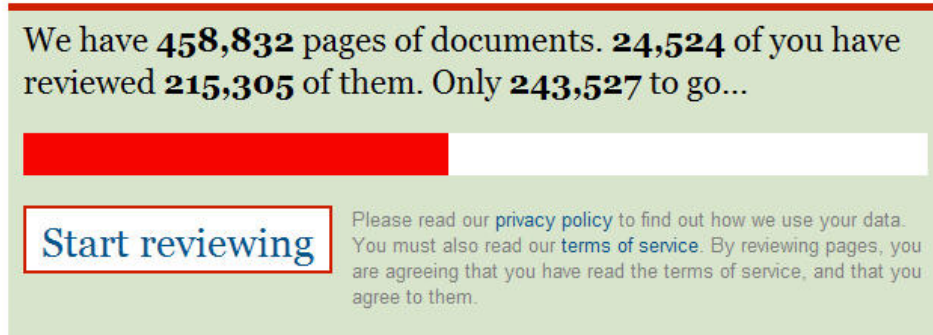 We have 458,832 pages of documents. 24,524 of you have
reviewed 215,305 of them. Only 243,527 to go...
Start reviewing
Please read our privacy policy to find out how we use your data.
You must also read our terms of service. By reviewing pages, you
are agreeing that you have read the terms of service, and that you
agree to them.